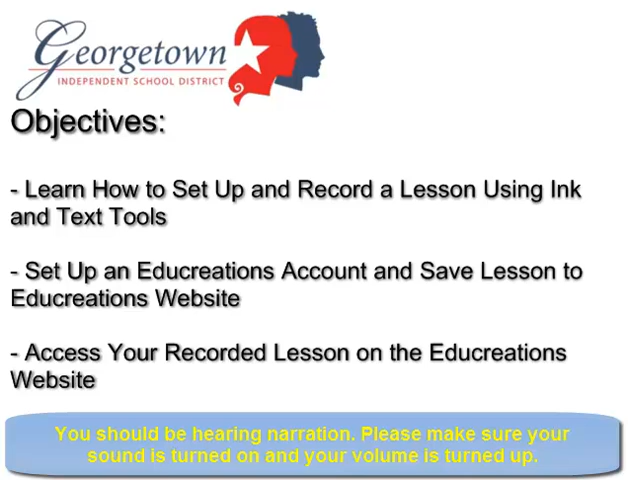 Georgetown
INDEPENDENT SCHOOL DISTRICT
Objectives:
- Learn How to Set Up and Record a Lesson Using Ink
and Text Tools
- Set Up an Educreations Account and Save Lesson to
Educreations Website
- Access Your Recorded Lesson on the Educreations
Website
You should be hearing narration. Please make sure your
sound is turned on and your volume is turned up.